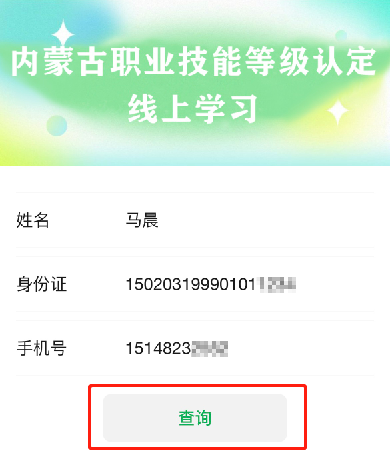 内蒙古职业技能等级认定
线上学习
姓名 马晨
身份证 15020319990101
手机号 1514823
查询